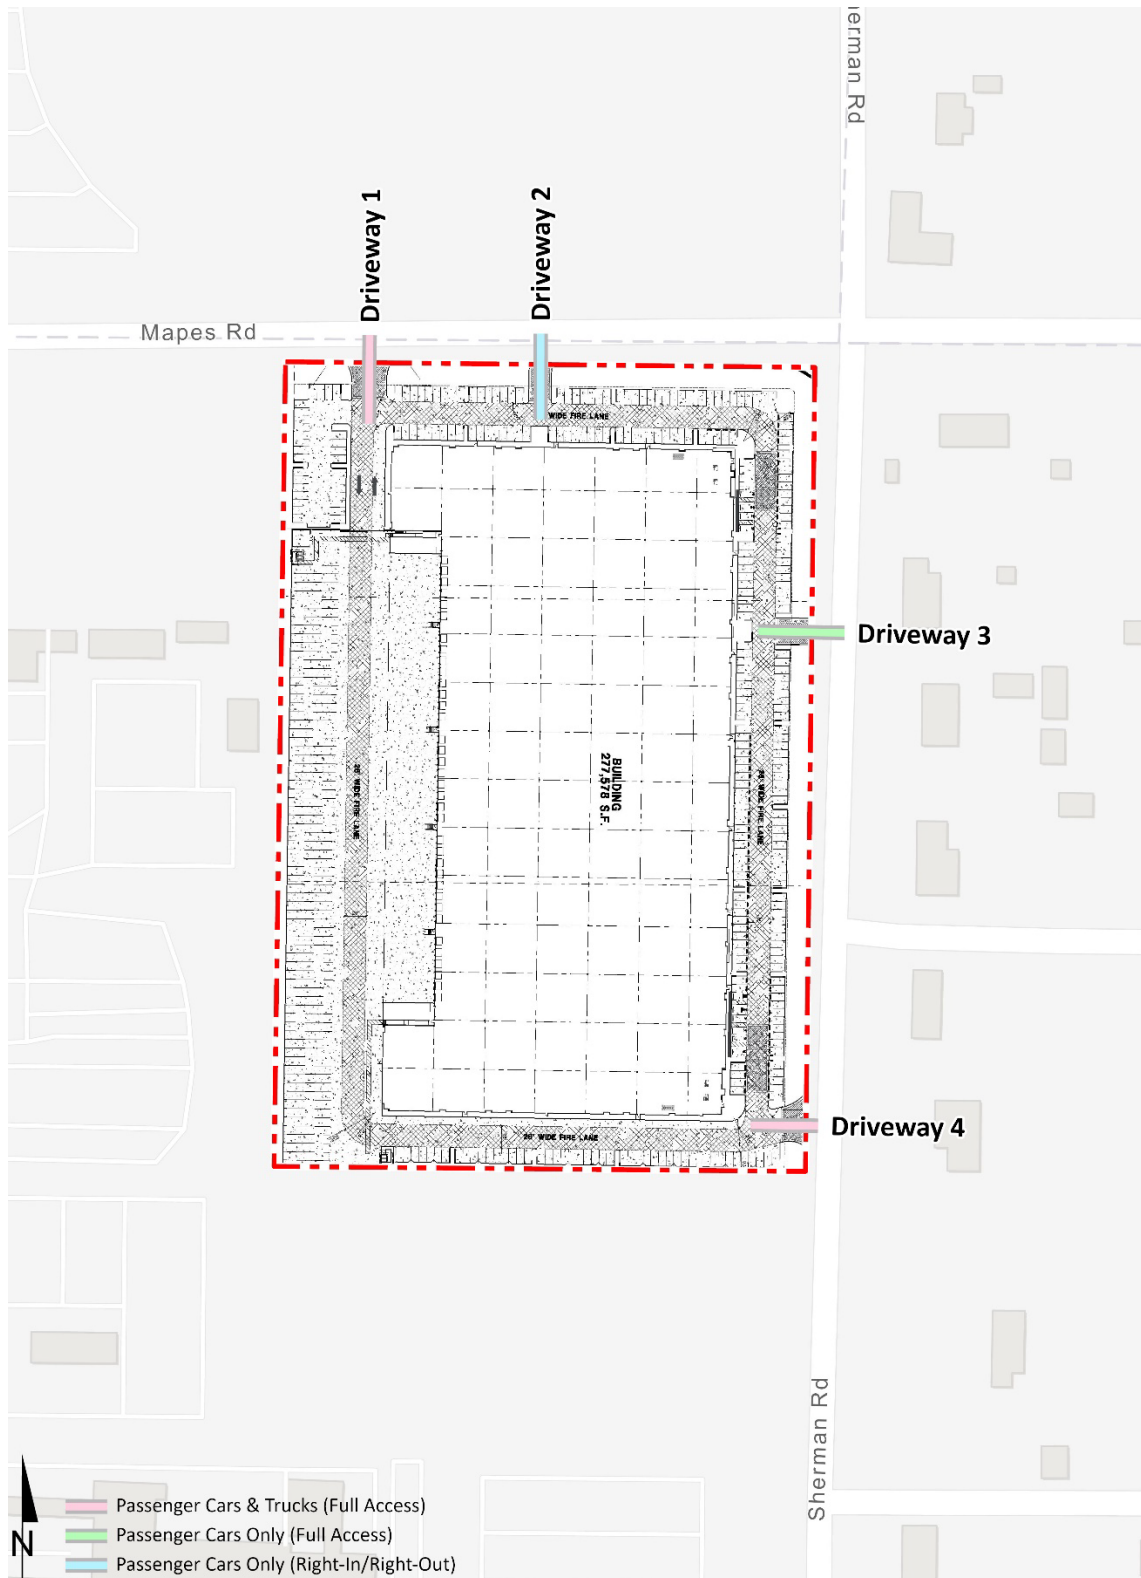 herman Rd
Driveway 1
Driveway 2
Mapes Rd
WIDE FIRE LANE
Driveway 3
BUILDING
277,578 S.F.
26' WIDE FIRE LANE
26' WIDE FIRE LANE
Driveway 4
26' WIDE FIRE LANE
Sherman Rd
N
Passenger Cars & Trucks (Full Access)
Passenger Cars Only (Full Access)
Passenger Cars Only (Right-In/Right-Out)